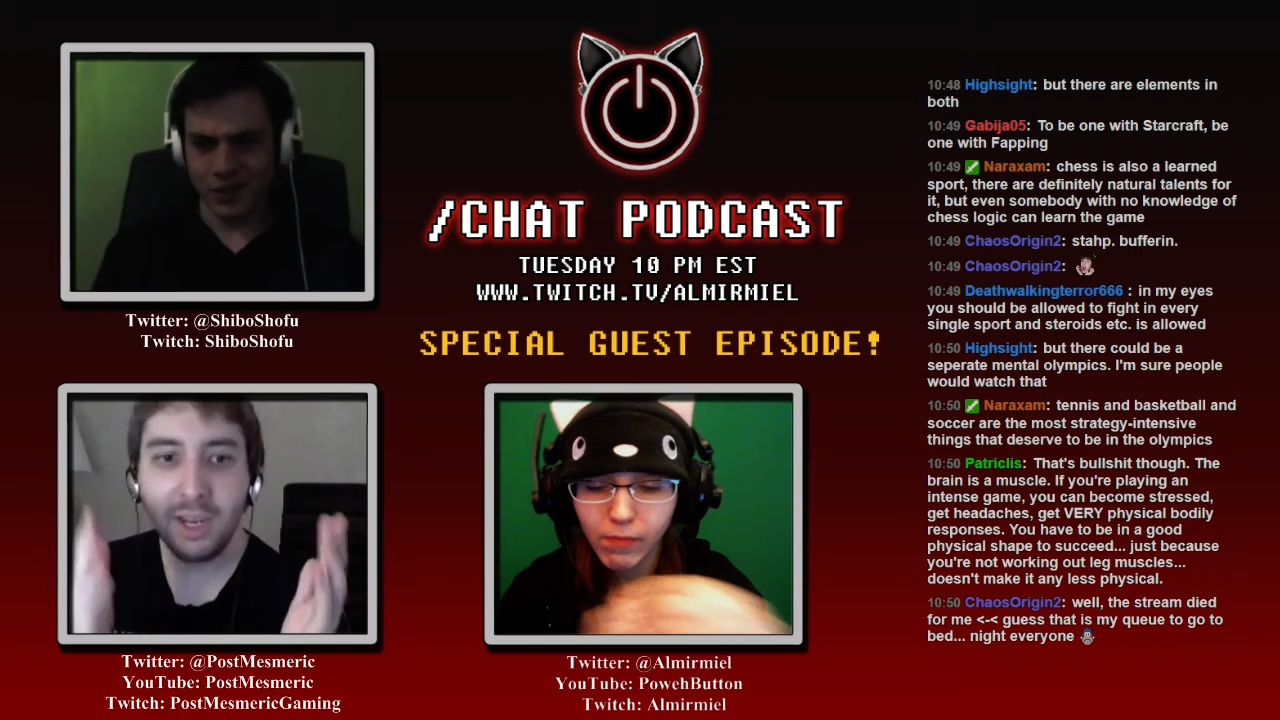 /CHAT PODCAST
TUESDAY 10 PM EST
WWW.TWITCH.TV/ALMIRMIEL
SPECIAL GUEST EPISODE!
Twitter: @ShiboShofu
Twitch: ShiboShofu
Twitter: @PostMesmeric
YouTube: PostMesmeric
Twitch: PostMesmericGaming
Twitter: @Almirmiel
YouTube: PowehButton
Twitch: Almirmiel
10:48 Highsight: but there are elements in
both
10:49 Gabija05: To be one with Starcraft, be
one with Fapping
10:49 Naraxam: chess is also a learned
sport, there are definitely natural talents for
it, but even somebody with no knowledge of
chess logic can learn the game
10:49 ChaosOrigin2: stahp. bufferin.
10:49 ChaosOrigin2:
10:49 Deathwalkingterror666 : in my eyes
you should be allowed to fight in every
single sport and steroids etc. is allowed
10:50 Highsight: but there could be a
seperate mental olympics. I'm sure people
would watch that
10:50 Naraxam: tennis and basketball and
soccer are the most strategy-intensive
things that deserve to be in the olympics
10:50 Patriclis: That's bullshit though. The
brain is a muscle. If you're playing an
intense game, you can become stressed,
get headaches, get VERY physical bodily
responses. You have to be in a good
physical shape to succeed... just because
you're not working out leg muscles...
doesn't make it any less physical.
10:50 ChaosOrigin2: well, the stream died
for me <-< guess that is my queue to go to
bed... night everyone